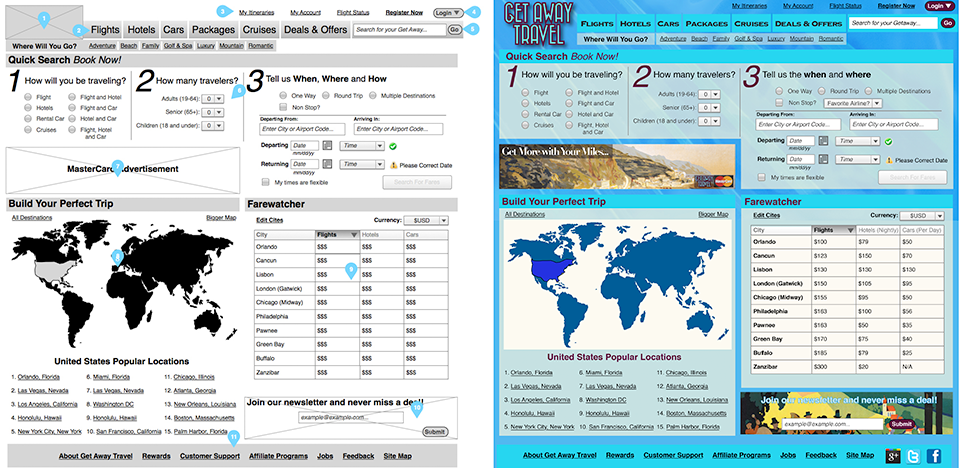 1
3
My Itineraries
My Account
Flight Status
Register Now
Login
4
2
Flights
Hotels
Cars
Packages
Cruises
Deals & Offers
Search for your Get Away...
Go
5
Where Will You Go?
Adventure
Beach
Family
Golf & Spa
Luxury
Mountain
Romantic
Quick Search Book Now!
1 How will you be traveling?
Flight
Flight and Hotel
Hotels
Flight and Car
Rental Car
Hotel and Car
Cruises
Flight, Hotel and Car
2 How many travelers?
Adults (19-64): 0
6
Senior (65+): 0
Children (18 and under): 0
3 Tell us When, Where and How
One Way
Round Trip
Multiple Destinations
Non Stop?
Departing From:
Arriving In:
Enter City or Airport Code...
Enter City or Airport Code...
Departing
Date
mm/dd/yy
Time
Returning
Date
mm/dd/yy
Time
Please Correct Date
My times are flexible
Search For Fares
MasterCard Advertisement
7
Build Your Perfect Trip
All Destinations
Bigger Map
8
United States Popular Locations
1. Orlando, Florida
6. Miami, Florida
11. Chicago, Illinois
2. Las Vegas, Nevada
7. Las Vegas, Nevada
12. Atlanta, Georgia
3. Los Angeles, California
8. Washington DC
13. New Orleans, Louisiana
4. Honolulu, Hawaii
9. Honolulu, Hawaii
14. Boston, Massachusetts
5. New York City, New York
10. San Francisco, California
15. Palm Harbor, Florida
Farewatcher
Edit Cites
Currency:
$USD
City
Flights
Hotels
Cars
Orlando $$$ $$$ $$$
Cancun $$$ $$$ $$$
Lisbon $$$ $$$ $$$
London (Gatwick) $$$ $$$ $$$
Chicago (Midway) $$$ $$$ $$$
Philadelphia $$$ $$$ $$$
Pawnee $$$ $$$ $$$
Green Bay $$$ $$$ $$$
Buffalo $$$ $$$ $$$
Zanzibar $$$ $$$ $$$
9
Join our newsletter and never miss a deal!
10
example@example.com...
Submit
11
About Get Away Travel
Rewards
Customer Support
Affiliate Programs
Jobs
Feedback
Site Map
GET AWAY
TRAVEL
My Itineraries
My Account
Flight Status
Register Now
Login
FLIGHTS
HOTELS
CARS
PACKAGES
CRUISES
DEALS & OFFERS
Search for your Getaway...
Go
Where Will You Go?
Adventure
Beach
Family
Golf & Spa
Luxury
Mountain
Romantic
Quick Search Book Now!
1 How will you be traveling?
Flight
Flight and Hotel
Hotels
Flight and Car
Rental Car
Hotel and Car
Cruises
Flight, Hotel and Car
2 How many travelers?
Adults (19-64): 0
Senior (65+): 0
Children (18 and under): 0
3 Tell us the when and where
One Way
Round Trip
Multiple Destinations
Non Stop?
Favorite Airline?
Departing From:
Arriving In:
Enter City or Airport Code...
Enter City or Airport Code...
Departing
Date
mm/dd/yy
Time
Returning
Date
mm/dd/yy
Time
Please Correct Date
My times are flexible
Search For Fares
Get More with Your Miles...
MasterCard
Build Your Perfect Trip
All Destinations
Bigger Map
United States Popular Locations
1. Orlando, Florida
6. Miami, Florida
11. Chicago, Illinois
2. Las Vegas, Nevada
7. Las Vegas, Nevada
12. Atlanta, Georgia
3. Los Angeles, California
8. Washington DC
13. New Orleans, Louisiana
4. Honolulu, Hawaii
9. Honolulu, Hawaii
14. Boston, Massachusetts
5. New York City, New York
10. San Francisco, California
15. Palm Harbor, Florida
Farewatcher
Edit Cites
Currency:
$USD
City
Flights
Hotels (Nightly)
Cars (Per Day)
Orlando $100 $79 $50
Cancun $123 $150 $70
Lisbon $130 $130 $130
London (Gatwick) $150 $105 $95
Chicago (Midway) $155 $95 $50
Philadelphia $163 $100 $56
Pawnee $163 $50 $35
Green Bay $170 $75 $40
Buffalo $185 $79 $25
Zanzibar $300 $20 N/A
Join our newsletter and never miss a deal!
example@example.com...
Submit
About Get Away Travel
Rewards
Customer Support
Affiliate Programs
Jobs
Feedback
Site Map
g+
f